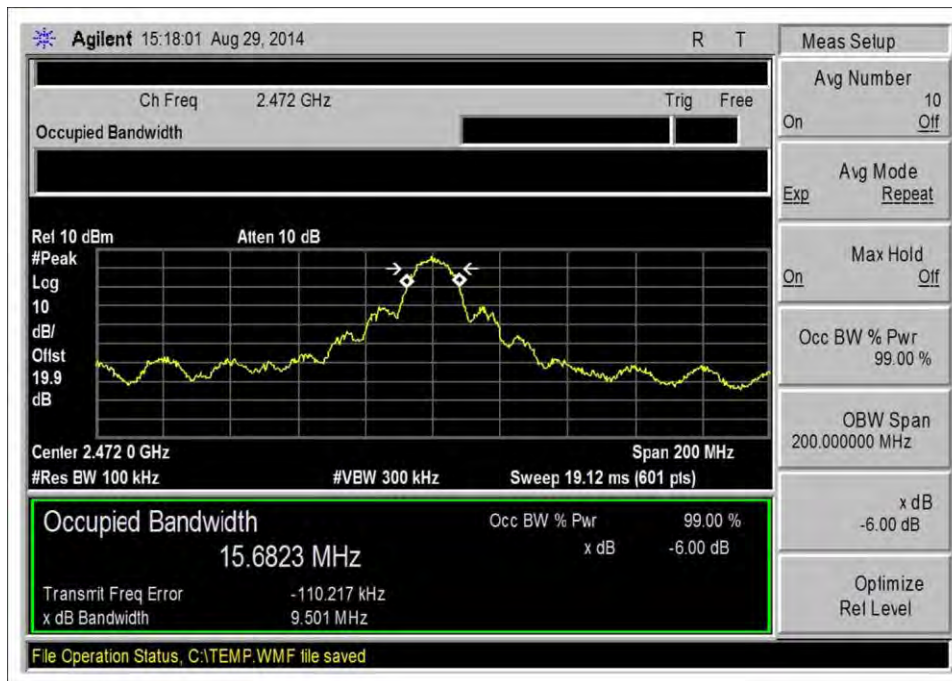 Agilent 15:18:01 Aug 29, 2014 R T
Meas Setup
Ch Freq 2.472 GHz Trig Free
Occupied Bandwidth
Avg Number
10
On Off
Avg Mode
Exp Repeat
Max Hold
On Off
Occ BW % Pwr
99.00 %
OBW Span
200.000000 MHz
x dB
-6.00 dB
Optimize
Ref Level
Ref 10 dBm Atten 10 dB
#Peak
Log
10
dB/
Offst
19.9
dB
Center 2.472 0 GHz Span 200 MHz
#Res BW 100 kHz #VBW 300 kHz Sweep 19.12 ms (601 pts)
Occupied Bandwidth Occ BW % Pwr 99.00 %
15.6823 MHz x dB -6.00 dB
Transmit Freq Error -110.217 kHz
x dB Bandwidth 9.501 MHz
File Operation Status, C:\TEMP.WMF file saved